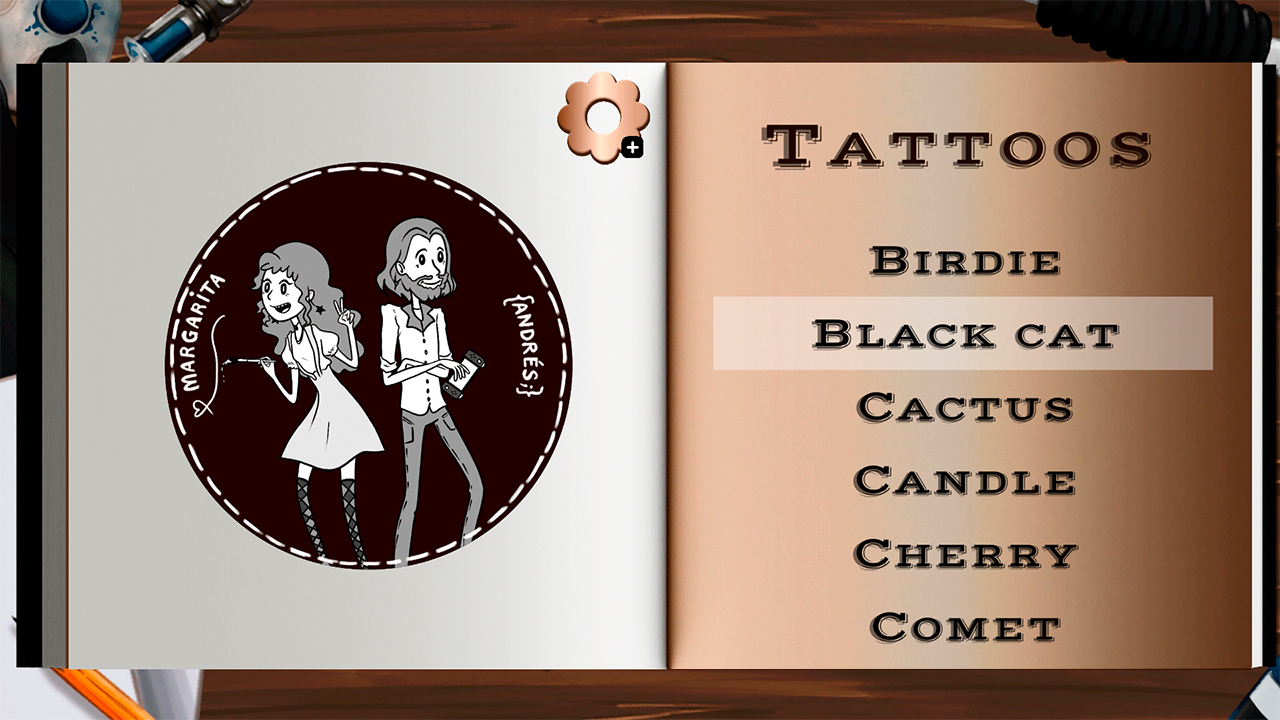 MARGARITA
{ANDRÉS;}
TATTOOS
BIRDIE
BLACK CAT
CACTUS
CANDLE
CHERRY
COMET